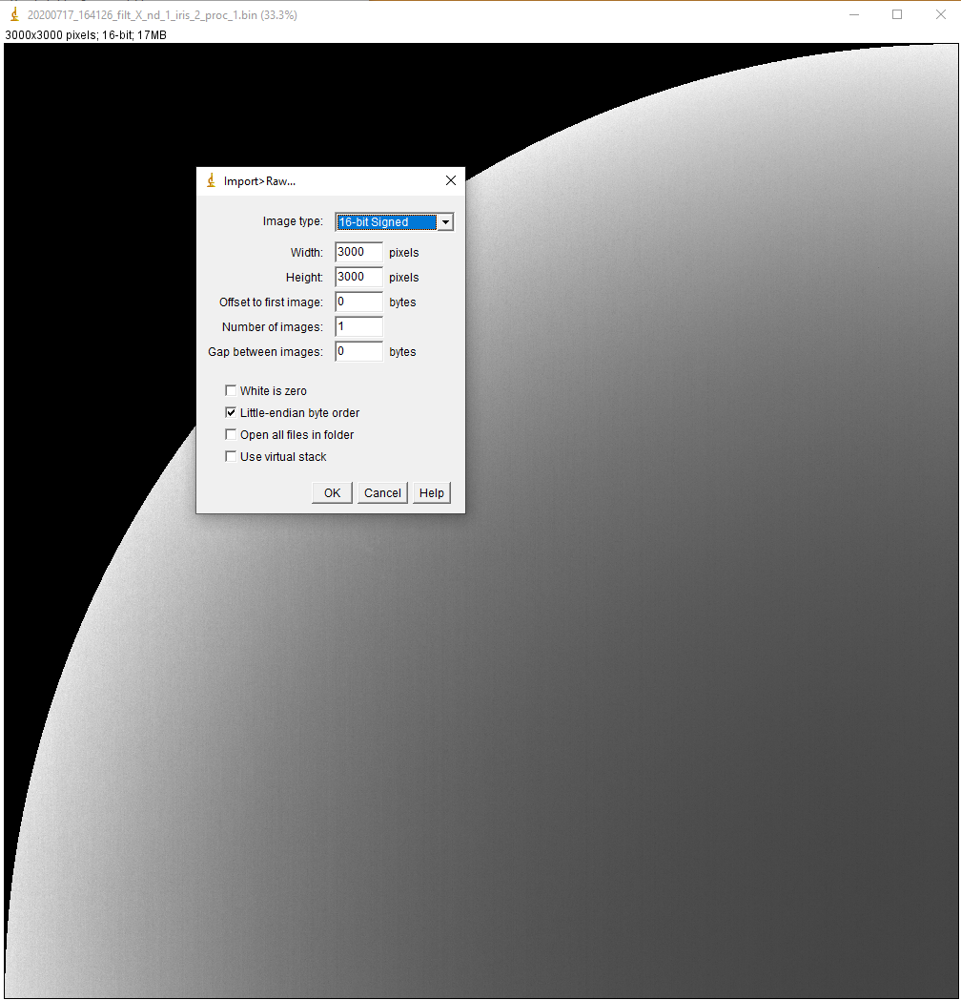 20200717_164126_filt_X_nd_1_iris_2_proc_1.bin (33.3%)
3000x3000 pixels; 16-bit; 17MB
Import>Raw...
Image type: 16-bit Signed
Width: 3000 pixels
Height: 3000 pixels
Offset to first image: 0 bytes
Number of images: 1
Gap between images: 0 bytes
White is zero
Little-endian byte order
Open all files in folder
Use virtual stack
OK Cancel Help